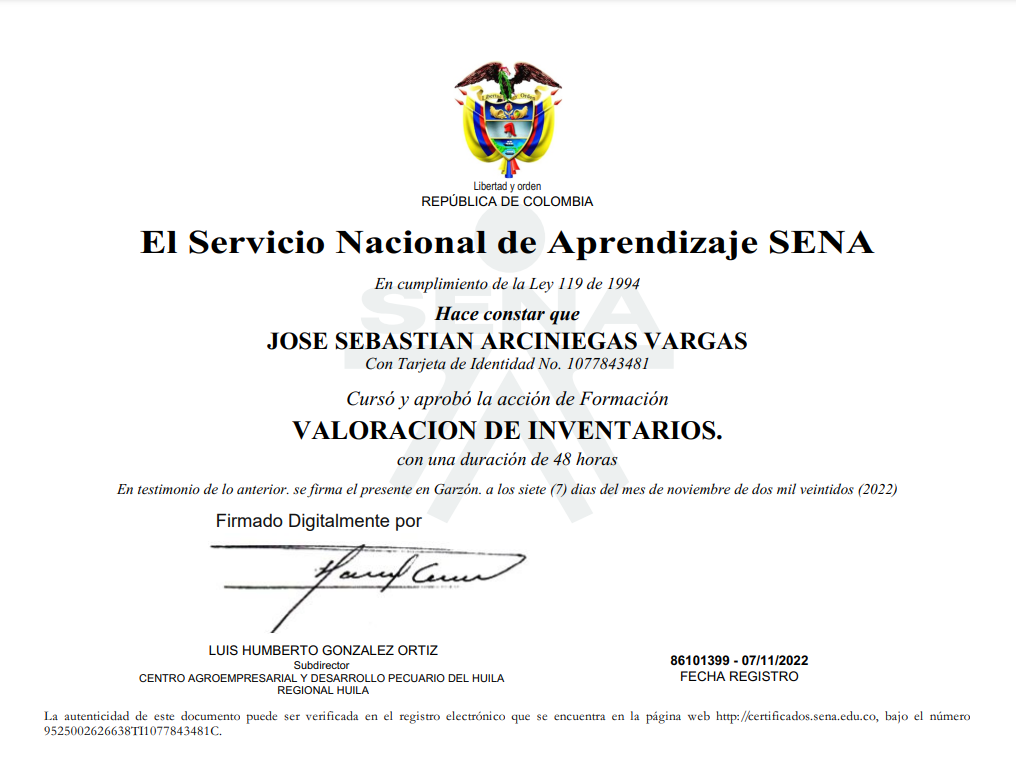 Libertad y orden
REPÚBLICA DE COLOMBIA
El Servicio Nacional de Aprendizaje SENA
En cumplimiento de la Ley 119 de 1994
SENA
Hace constar que
JOSE SEBASTIAN ARCINIEGAS VARGAS
Con Tarjeta de Identidad No. 1077843481
Cursó y aprobó la acción de Formación
VALORACION DE INVENTARIOS.
con una duración de 48 horas
En testimonio de lo anterior. se firma el presente en Garzón. a los siete (7) dias del mes de noviembre de dos mil veintidos (2022)
Firmado Digitalmente por
LUIS HUMBERTO GONZALEZ ORTIZ
Subdirector
CENTRO AGROEMPRESARIAL Y DESARROLLO PECUARIO DEL HUILA
REGIONAL HUILA
86101399 - 07/11/2022
FECHA REGISTRO
La autenticidad de este documento puede ser verificada en el registro electrónico que se encuentra en la página web http://certificados.sena.edu.co, bajo el número
9525002626638TI1077843481C.